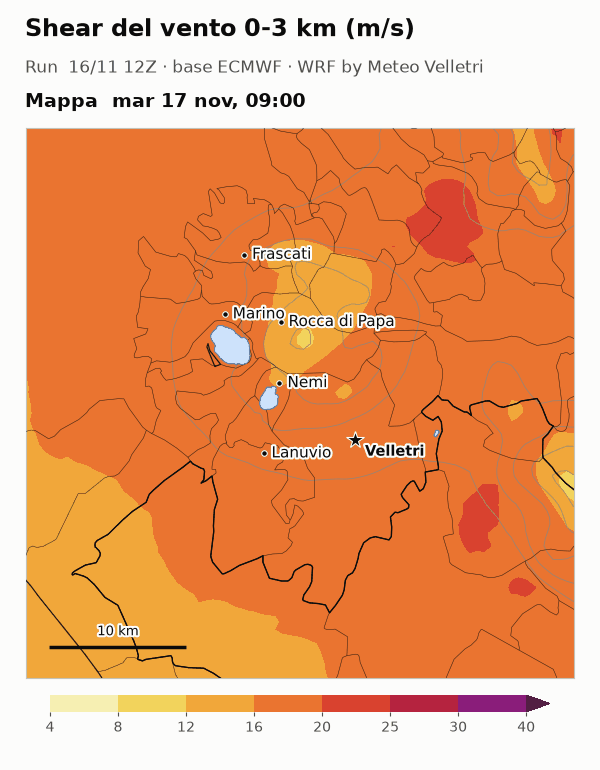 Shear del vento 0-3 km (m/s)
Run  16/11 12Z · base ECMWF · WRF by Meteo Velletri
Mappa  mar 17 nov, 09:00
Frascati
Marino
Rocca di Papa
Nemi
Velletri
Lanuvio
10 km
4 8 12 16 20 25 30 40